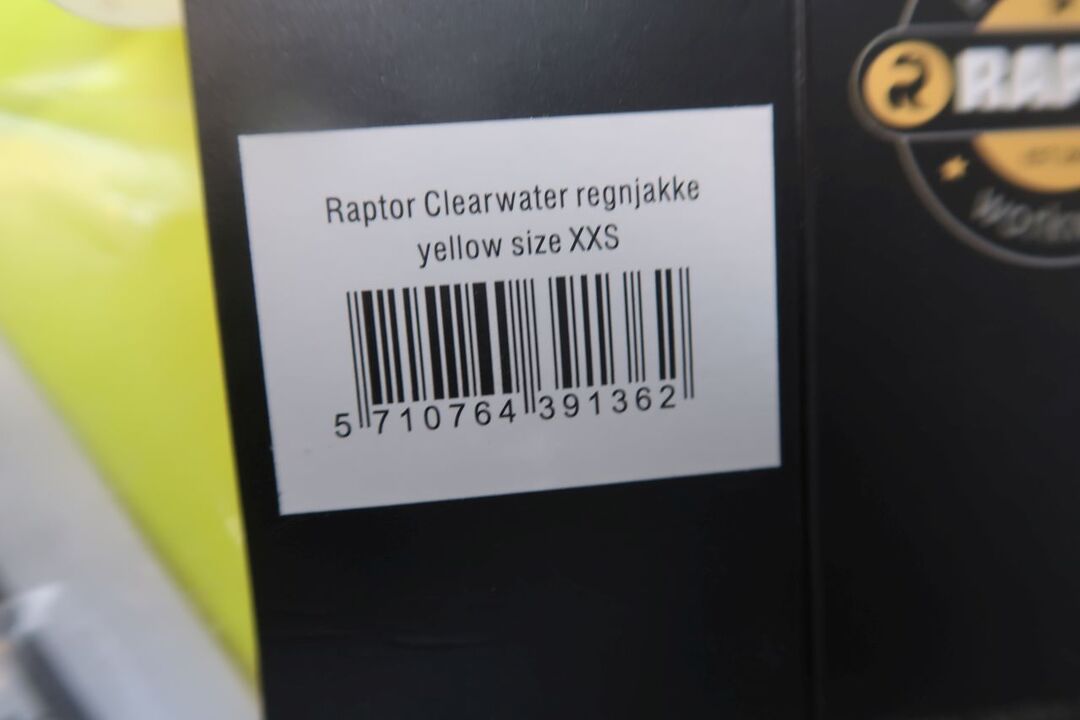 Raptor Clearwater regnjakke
yellow size XXS
5 710764 391362